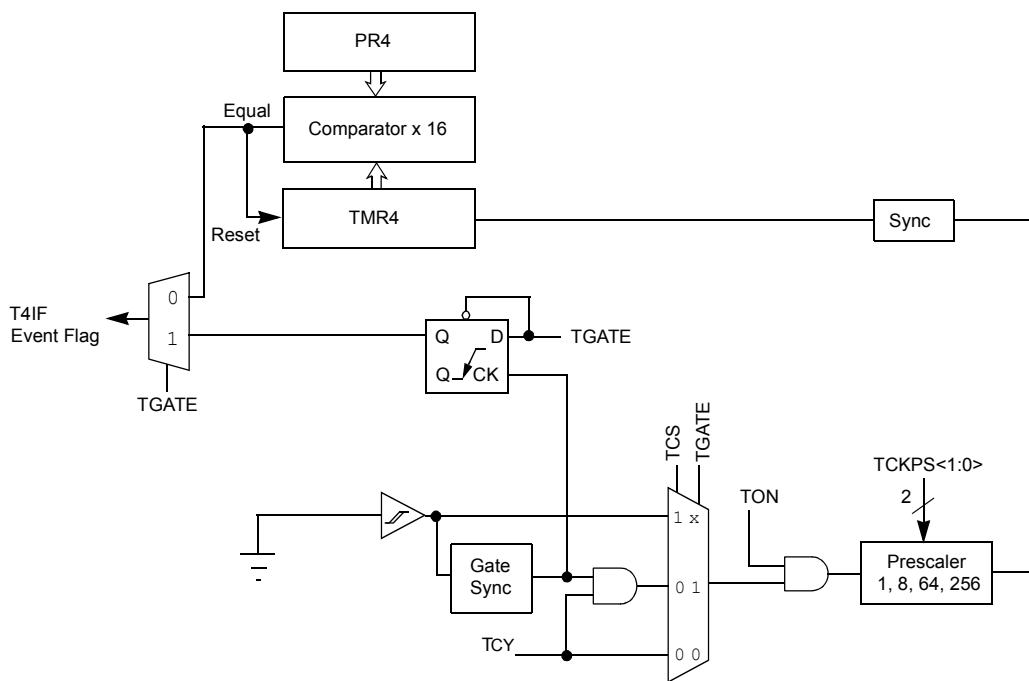 PR4
Equal
Comparator x 16
TMR4
Reset
Sync
0
T4IF
Event Flag
1
Q
D
TGATE
Q
CK
TGATE
TCS
TGATE
TCKPS<1:0>
2
TON
1 x
Gate
Sync
0 1
Prescaler
1, 8, 64, 256
TCY
0 0